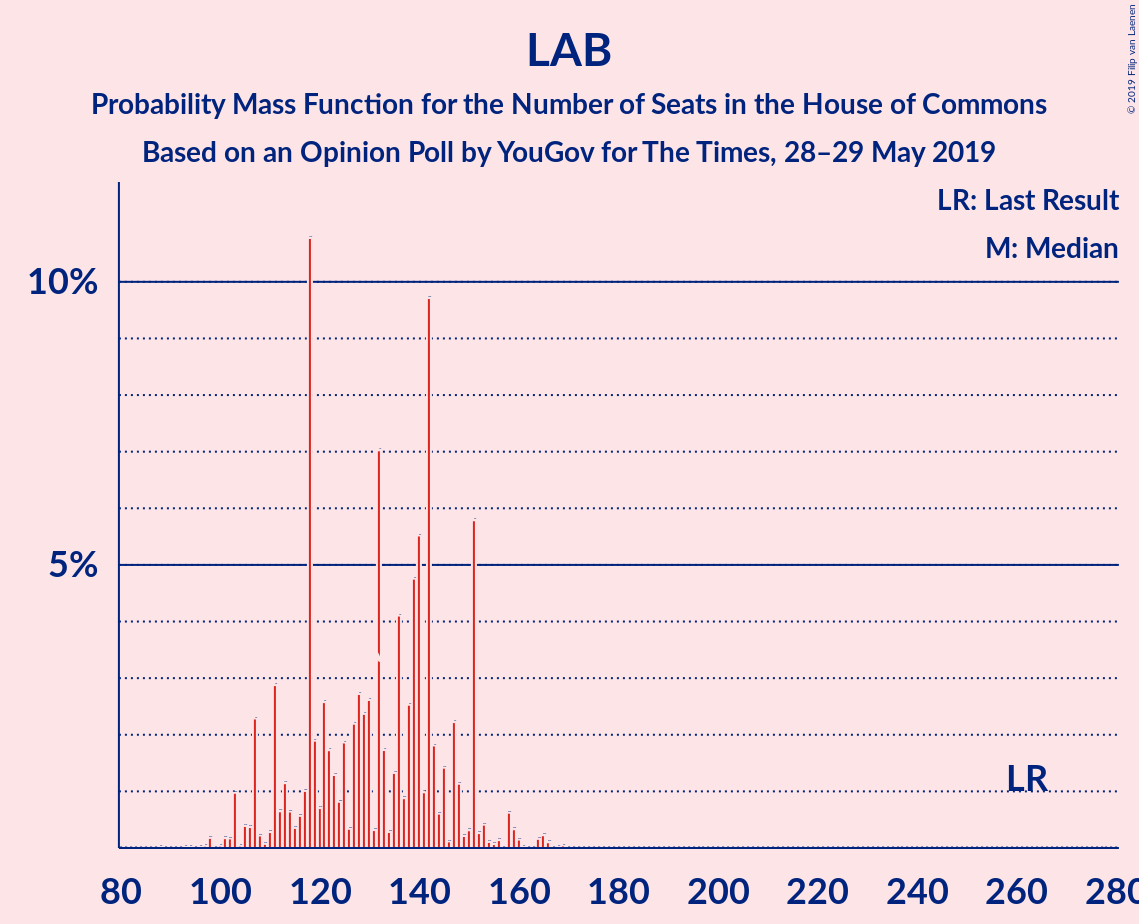 LAB
Probability Mass Function for the Number of Seats in the House of Commons
Based on an Opinion Poll by YouGov for The Times, 28–29 May 2019
© 2019 Filip van Laenen
LR: Last Result
M: Median
10%
5%
LR
80 100 120 140 160 180 200 220 240 260 280